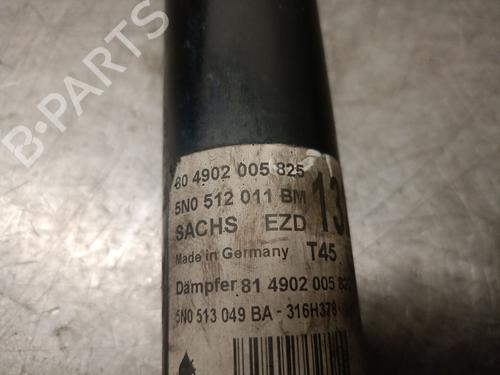 B-PARTS
80 4902 005 825
5N0 512 011 BM
SACHS EZD
13
Made in Germany T45
Dämpfer 81 4902 005 822
5N0 513 049 BA - 316H378